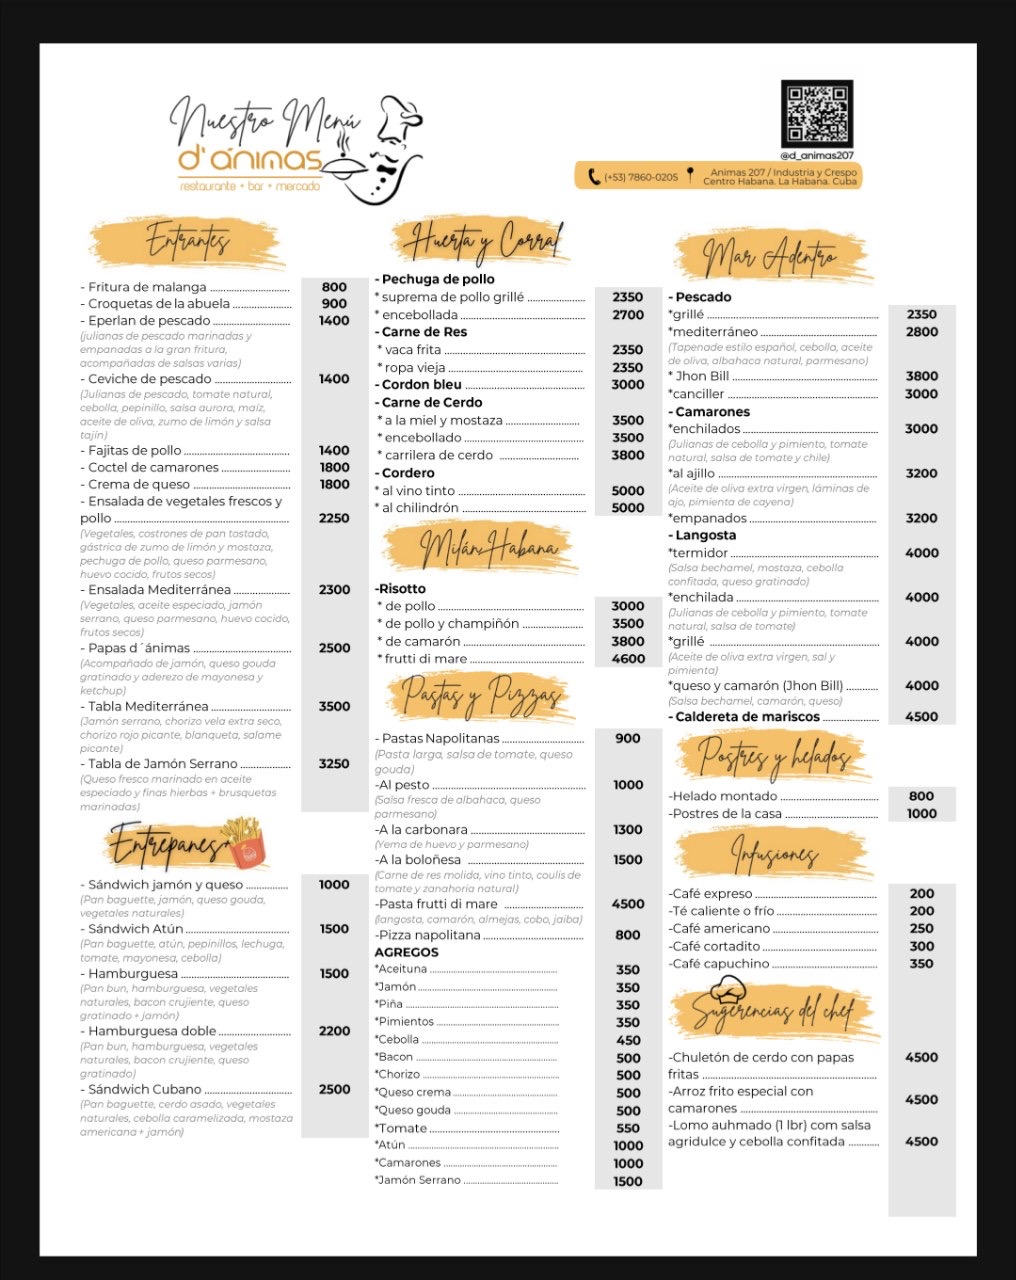 Nuestro Menú
d'ánimas
restaurante • bar • mercado
@d_animas207
(+53) 7860-0205
Animas 207 / Industria y Crespo
Centro Habana. La Habana. Cuba
Entrantes
- Fritura de malanga ............................ 800
- Croquetas de la abuela ..................... 900
- Eperlan de pescado ........................... 1400
(julianas de pescado marinadas y
empanadas a la gran fritura,
acompañadas de salsas varias)
- Ceviche de pescado ........................... 1400
(Julianas de pescado, tomate natural,
cebolla, pepinillo, salsa aurora, maíz,
aceite de oliva, zumo de limón y salsa
tajín)
- Fajitas de pollo ...................................... 1400
- Coctel de camarones ........................ 1800
- Crema de queso .................................. 1800
- Ensalada de vegetales frescos y
pollo ............................................................. 2250
(Vegetales, costrones de pan tostado,
gástrica de zumo de limón y mostaza,
pechuga de pollo, queso parmesano,
huevo cocido, frutos secos)
- Ensalada Mediterránea .................... 2300
(Vegetales, aceite especiado, jamón
serrano, queso parmesano, huevo cocido,
frutos secos)
- Papas d´ánimas ................................... 2500
(Acompañado de jamón, queso gouda
gratinado y aderezo de mayonesa y
ketchup)
- Tabla Mediterránea ............................ 3500
(Jamón serrano, chorizo vela extra seco,
chorizo rojo picante, blanqueta, salame
picante)
- Tabla de Jamón Serrano .................. 3250
(Queso fresco marinado en aceite
especiado y finas hierbas + brusquetas
marinadas)
Entrepanes
- Sándwich jamón y queso ............... 1000
(Pan baguette, jamón, queso gouda,
vegetales naturales)
- Sándwich Atún ..................................... 1500
(Pan baguette, atún, pepinillos, lechuga,
tomate, mayonesa, cebolla)
- Hamburguesa ...................................... 1500
(Pan bun, hamburguesa, vegetales
naturales, bacon crujiente, queso
gratinado + jamón)
- Hamburguesa doble ......................... 2200
(Pan bun, hamburguesa, vegetales
naturales, bacon crujiente, queso
gratinado)
- Sándwich Cubano .............................. 2500
(Pan baguette, cerdo asado, vegetales
naturales, cebolla caramelizada, mostaza
americana + jamón)
Huerta y Corral
- Pechuga de pollo
* suprema de pollo grillé .................... 2350
* encebollada ........................................... 2700
- Carne de Res
* vaca frita ................................................ 2350
* ropa vieja ............................................... 2350
- Cordon bleu .......................................... 3000
- Carne de Cerdo
* a la miel y mostaza ........................... 3500
* encebollado ......................................... 3500
* carrilera de cerdo ............................ 3800
- Cordero
* al vino tinto ............................................ 5000
* al chilindrón ........................................... 5000
Milán, Habana
-Risotto
* de pollo .................................................. 3000
* de pollo y champiñón ...................... 3500
* de camarón ........................................... 3800
* frutti di mare ........................................ 4600
Pastas y Pizzas
- Pastas Napolitanas ............................. 900
(Pasta larga, salsa de tomate, queso
gouda)
-Al pesto ..................................................... 1000
(Salsa fresca de albahaca, queso
parmesano)
-A la carbonara ........................................ 1300
(Yema de huevo y parmesano)
-A la boloñesa ........................................ 1500
(Carne de res molida, vino tinto, coulis de
tomate y zanahoria natural)
-Pasta frutti di mare ........................... 4500
(langosta, camarón, almejas, cobo, jaiba)
-Pizza napolitana ................................... 800
AGREGOS
*Aceituna ............................................. 350
*Jamón ................................................. 350
*Piña ...................................................... 350
*Pimientos ........................................... 350
*Cebolla ................................................ 450
*Bacon .................................................. 500
*Chorizo ................................................ 500
*Queso crema ..................................... 500
*Queso gouda ..................................... 500
*Tomate ................................................ 550
*Atún ..................................................... 1000
*Camarones ........................................ 1000
*Jamón Serrano ................................. 1500
Mar Adentro
- Pescado
*grillé ........................................................... 2350
*mediterráneo ........................................ 2800
(Tapenade estilo español, cebolla, aceite
de oliva, albahaca natural, parmesano)
* Jhon Bill ................................................... 3800
*canciller .................................................... 3000
- Camarones
*enchilados ............................................... 3000
(Julianas de cebolla y pimiento, tomate
natural, salsa de tomate y chile)
*al ajillo ....................................................... 3200
(Aceite de oliva extra virgen, láminas de
ajo, pimienta de cayena)
*empanados ............................................. 3200
- Langosta
*termidor ................................................... 4000
(Salsa bechamel, mostaza, cebolla
confitada, queso gratinado)
*enchilada ................................................. 4000
(Julianas de cebolla y pimiento, tomate
natural, salsa de tomate)
*grillé .......................................................... 4000
(Aceite de oliva extra virgen, sal y
pimienta)
*queso y camarón (Jhon Bill) ........... 4000
(Salsa bechamel, camarón, queso)
- Caldereta de mariscos ................... 4500
Postres y helados
-Helado montado .................................. 800
-Postres de la casa ................................. 1000
Infusiones
-Café expreso ........................................... 200
-Té caliente o frío .................................... 200
-Café americano ..................................... 250
-Café cortadito ........................................ 300
-Café capuchino ..................................... 350
Sugerencias del chef
-Chuletón de cerdo con papas 4500
fritas .............................................................
-Arroz frito especial con
camarones ............................................... 4500
-Lomo auhmado (1 lbr) com salsa
agridulce y cebolla confitada ........... 4500